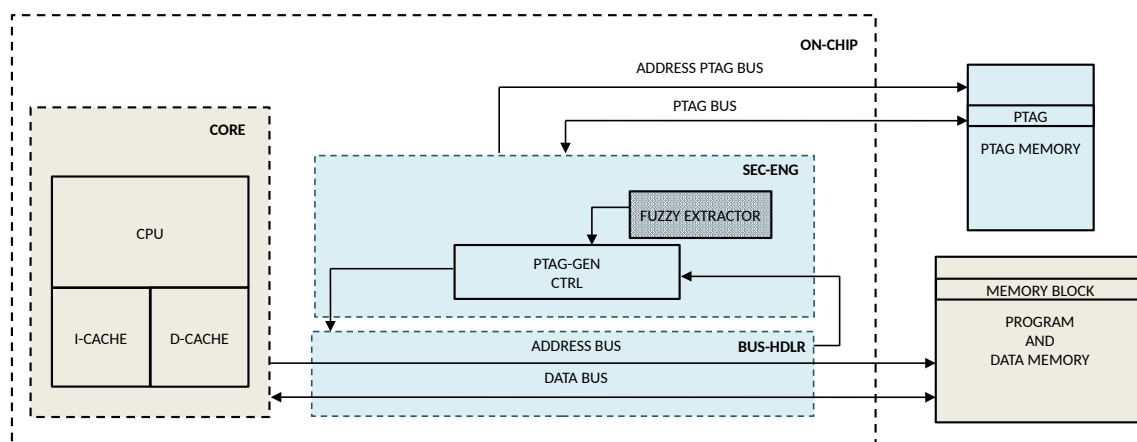 ON-CHIP
ADDRESS PTAG BUS
PTAG BUS
PTAG
PTAG MEMORY
CORE
CPU
I-CACHE
D-CACHE
SEC-ENG
FUZZY EXTRACTOR
PTAG-GEN
CTRL
ADDRESS BUS
BUS-HDLR
DATA BUS
MEMORY BLOCK
PROGRAM
AND
DATA MEMORY